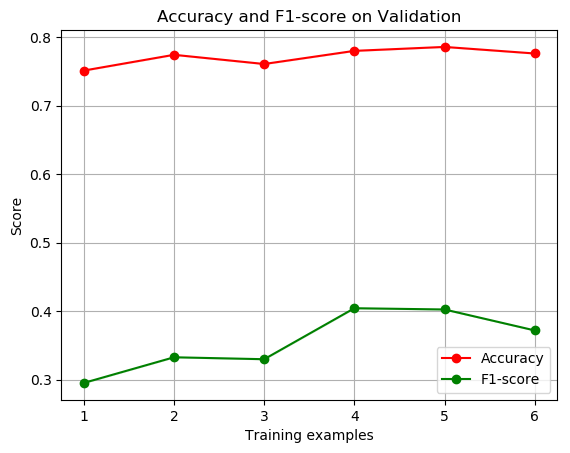 Accuracy and F1-score on Validation
0.8
0.7
0.6
0.5
0.4
0.3
Score
1 2 3 4 5 6
Training examples
Accuracy
F1-score